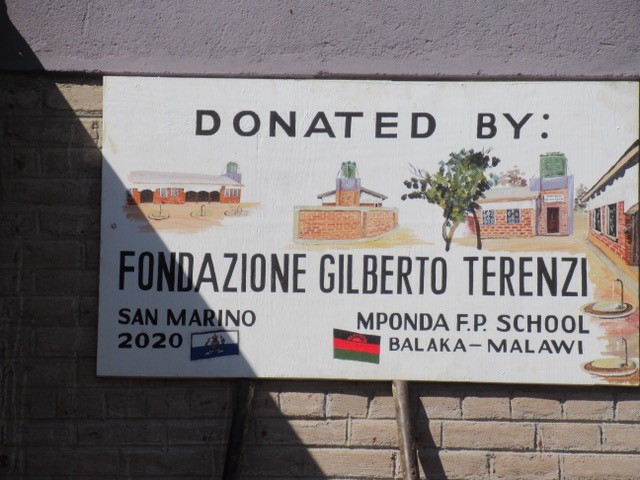 DONATED BY:
FONDAZIONE GILBERTO TERENZI
SAN MARINO
2020
MPONDA F.P. SCHOOL
BALAKA - MALAWI